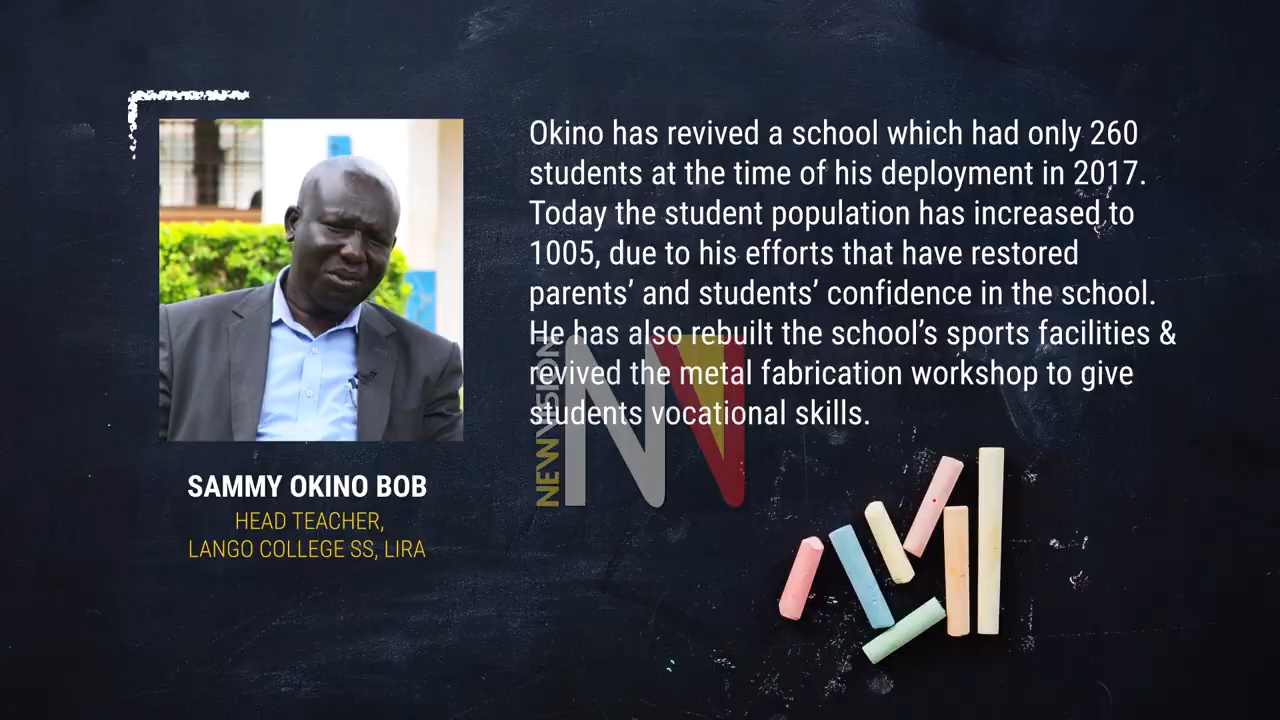 Okino has revived a school which had only 260
students at the time of his deployment in 2017.
Today the student population has increased to
1005, due to his efforts that have restored
parents’ and students’ confidence in the school.
He has also rebuilt the school’s sports facilities &
revived the metal fabrication workshop to give
students vocational skills.
NEW VISION
SAMMY OKINO BOB
HEAD TEACHER,
LANGO COLLEGE SS, LIRA